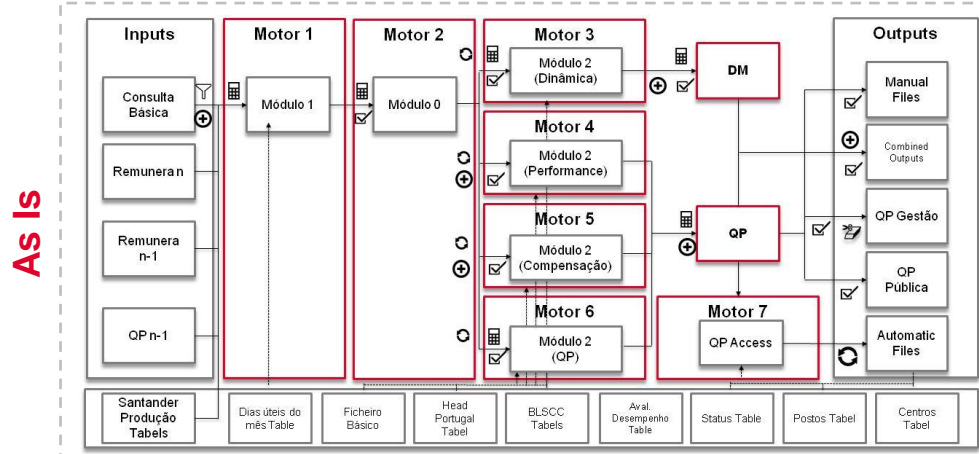 As Is
Inputs
Consulta
Básica
Remunera n
Remunera
n-1
QP n-1
Santander
Produção
Tabels
Motor 1
Módulo 1
Motor 2
Módulo 0
Motor 3
Módulo 2
(Dinâmica)
Motor 4
Módulo 2
(Performance)
Motor 5
Módulo 2
(Compensação)
Motor 6
Módulo 2
(QP)
DM
QP
Motor 7
QP Access
Outputs
Manual
Files
Combined
Outputs
QP Gestão
QP
Pública
Automatic
Files
Dias úteis do
mês Table
Ficheiro
Básico
Head
Portugal
Tabel
BLSCC
Tabels
Aval.
Desempenho
Table
Status Table
Postos Tabel
Centros
Tabel